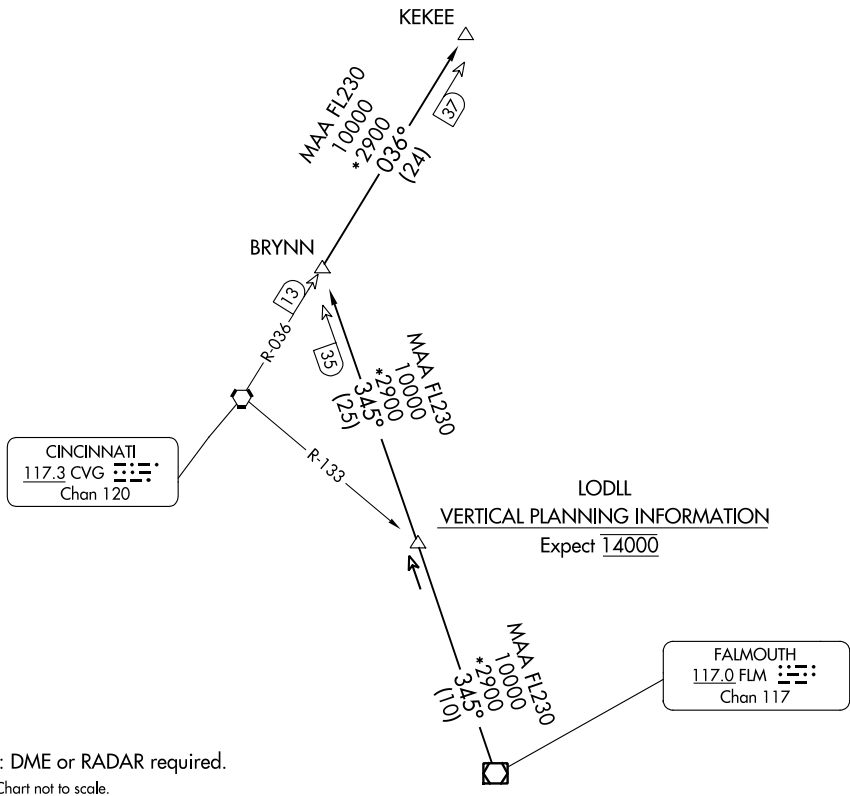 KEKEE
37
MAA FL230
10000
*2900
036°
(24)
BRYNN
13
R-036
35
MAA FL230
10000
*2900
345°
(25)
CINCINNATI
117.3 CVG
Chan 120
R-133
LODLL
VERTICAL PLANNING INFORMATION
Expect 14000
MAA FL230
10000
*2900
345°
(10)
FALMOUTH
117.0 FLM
Chan 117
: DME or RADAR required.
Chart not to scale.